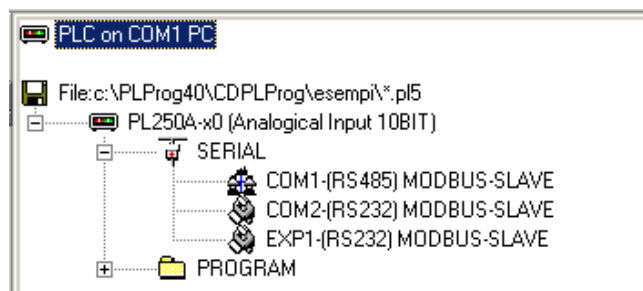 PLC on COM1 PC
File:c:\PLProg40\CDPLProg\esempi\*.pl5
PL250A-x0 (Analogical Input 10BIT)
SERIAL
COM1-(RS485) MODBUS-SLAVE
COM2-(RS232) MODBUS-SLAVE
EXP1-(RS232) MODBUS-SLAVE
PROGRAM